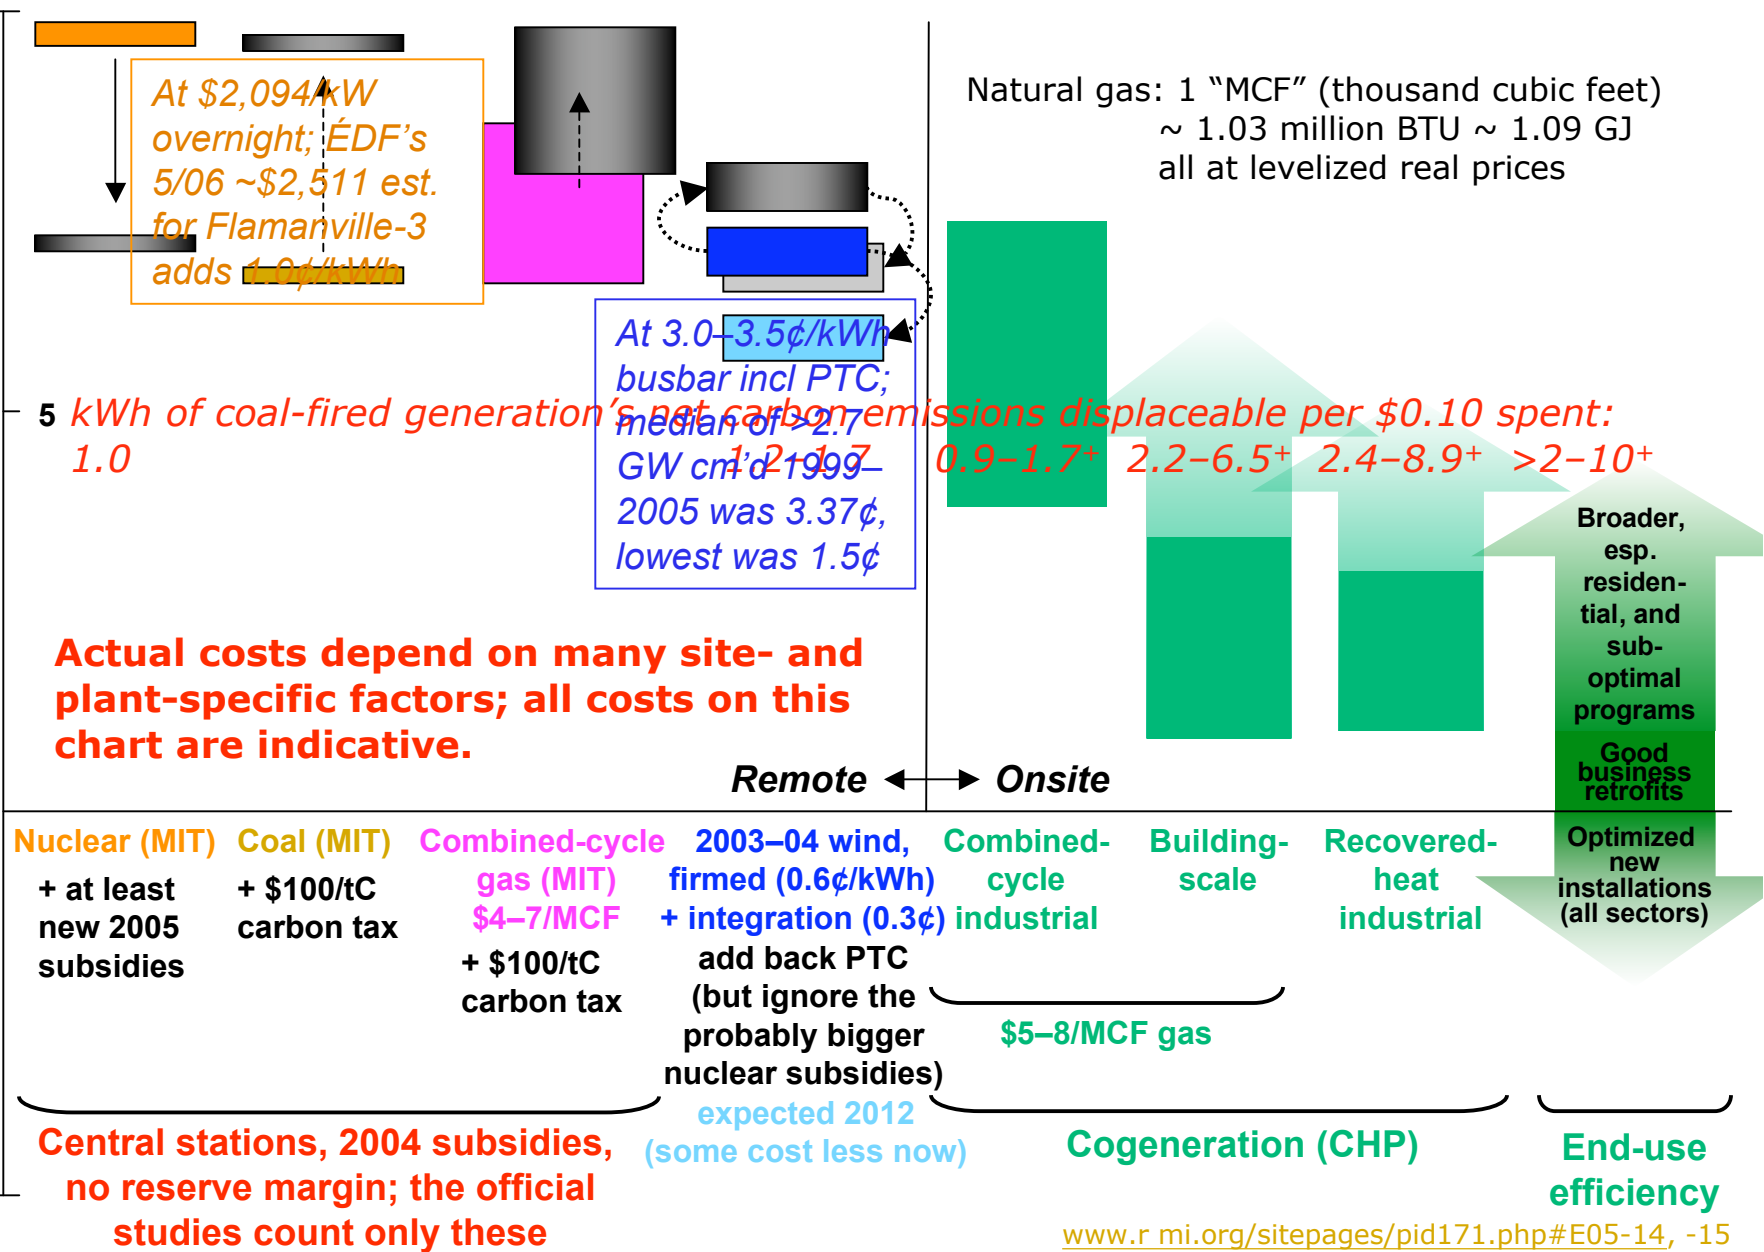 At $2,094/kW
overnight; ÉDF's
5/06 ~$2,511 est.
for Flamanville-3
adds 1.0¢/kWh
Natural gas: 1 “MCF” (thousand cubic feet)
~ 1.03 million BTU ~ 1.09 GJ
all at levelized real prices
At 3.0–3.5¢/kWh
busbar incl PTC;
median of >2.7
GW cm’d 1999–
2005 was 3.37¢,
lowest was 1.5¢
5
kWh of coal-fired generation’s net carbon emissions displaceable per $0.10 spent:
1.0 1.2–1.7 0.9–1.7+ 2.2–6.5+ 2.4–8.9+ >2–10+
Broader,
esp.
residen-
tial, and
sub-
optimal
programs
Good
business
retrofits
Optimized
new
installations
(all sectors)
Actual costs depend on many site- and
plant-specific factors; all costs on this
chart are indicative.
Remote Onsite
Nuclear (MIT)
+ at least
new 2005
subsidies
Coal (MIT)
+ $100/tC
carbon tax
Combined-cycle
gas (MIT)
$4–7/MCF
+ $100/tC
carbon tax
2003–04 wind,
firmed (0.6¢/kWh)
+ integration (0.3¢)
add back PTC
(but ignore the
probably bigger
nuclear subsidies)
expected 2012
(some cost less now)
Combined-
cycle
industrial
Building-
scale
Recovered-
heat
industrial
$5–8/MCF gas
Central stations, 2004 subsidies,
no reserve margin; the official
studies count only these
Cogeneration (CHP)
End-use
efficiency
www.r mi.org/sitepages/pid171.php#E05-14, -15